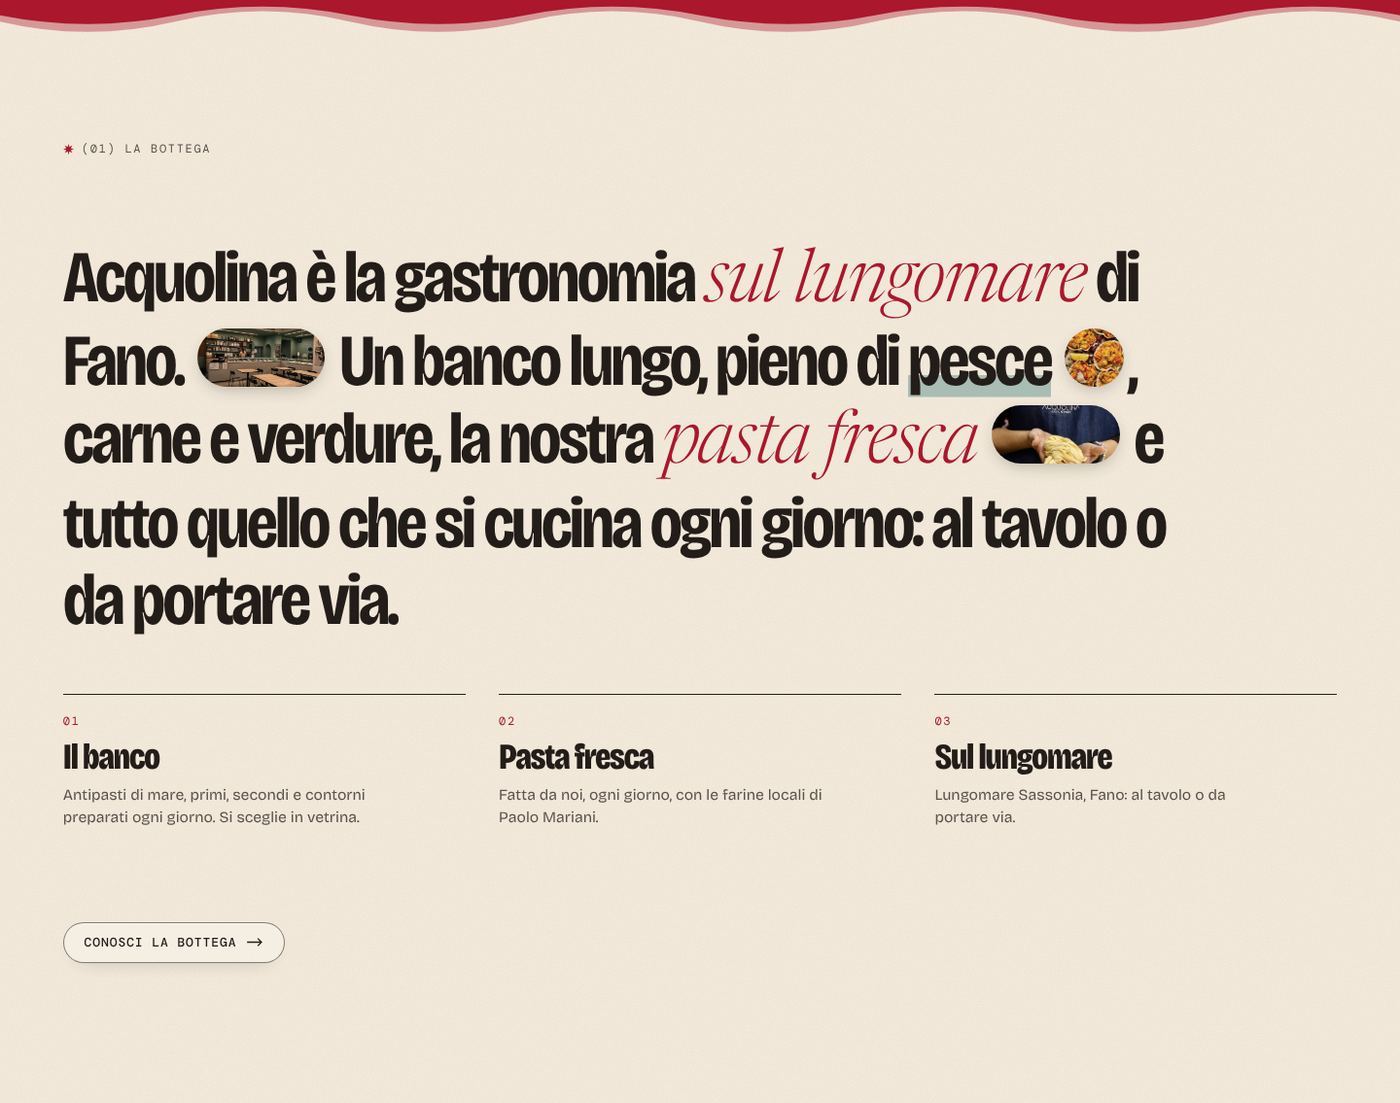 (01) LA BOTTEGA
Acquolina è la gastronomia sul lungomare di
Fano. Un banco lungo, pieno di pesce ,
carne e verdure, la nostra pasta fresca e
tutto quello che si cucina ogni giorno: al tavolo o
da portare via.
01
Il banco
Antipasti di mare, primi, secondi e contorni
preparati ogni giorno. Si sceglie in vetrina.
02
Pasta fresca
Fatta da noi, ogni giorno, con le farine locali di
Paolo Mariani.
03
Sul lungomare
Lungomare Sassonia, Fano: al tavolo o da
portare via.
CONOSCI LA BOTTEGA →